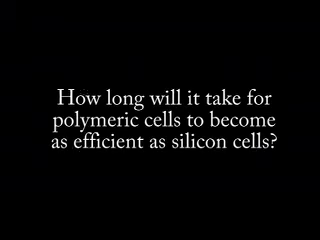 How long will it take for
polymeric cells to become
as efficient as silicon cells?